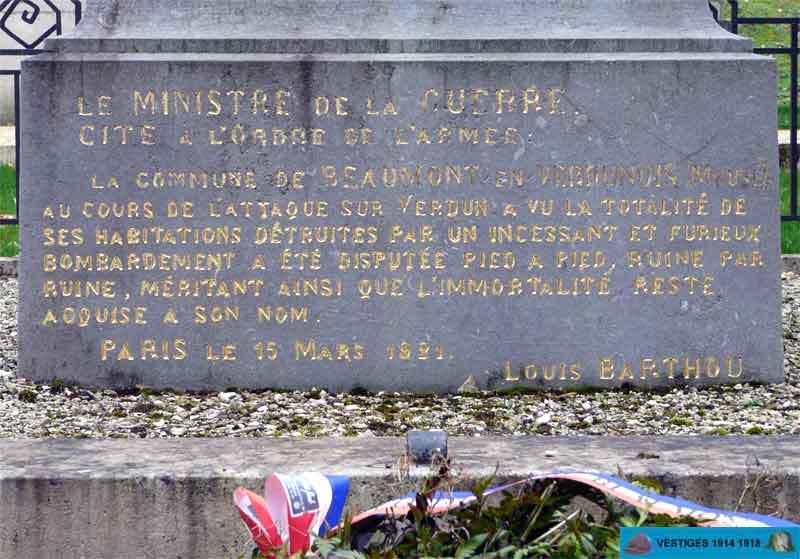 LE MINISTRE DE LA GUERRE
CITE A L'ORDRE DE L'ARMEE:
LA COMMUNE DE BEAUMONT EN VERDUNOIS MEUSE
AU COURS DE L'ATTAQUE SUR VERDUN A VU LA TOTALITÉ DE
SES HABITATIONS DÉTRUITES PAR UN INCESSANT ET FURIEUX
BOMBARDEMENT A ÉTÉ DISPUTÉE PIED A PIED, RUINE PAR
RUINE, MÉRITANT AINSI QUE L'IMMORTALITÉ RESTE
ACQUISE A SON NOM.
PARIS LE 15 MARS 1921.
LOUIS BARTHOU
VESTIGES 1914 1918